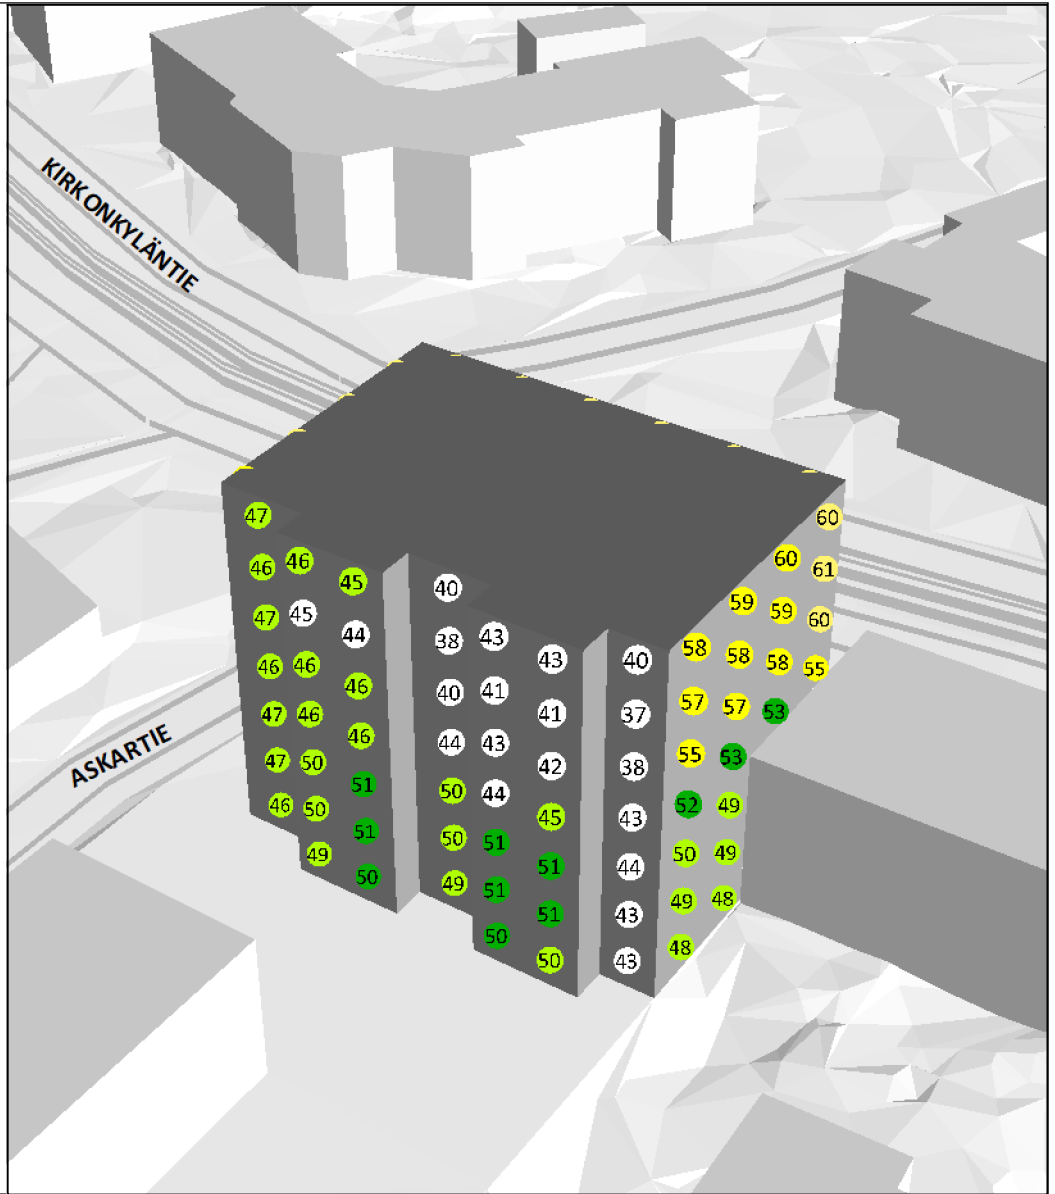 KIRKONKYLÄNTIE
47
60
46 46 45 40 60 61
47 45 44 38 43 59 59 60
46 46 46 40 41 43 40 58 58 58 55
47 46 46 44 43 41 37 57 57 53
47 50 51 50 44 42 38 55 53
46 50 51 50 51 45 43 52 49
49 50 49 51 51 44 50 49
50 51 43 49 48
50 43 48
ASKARTIE